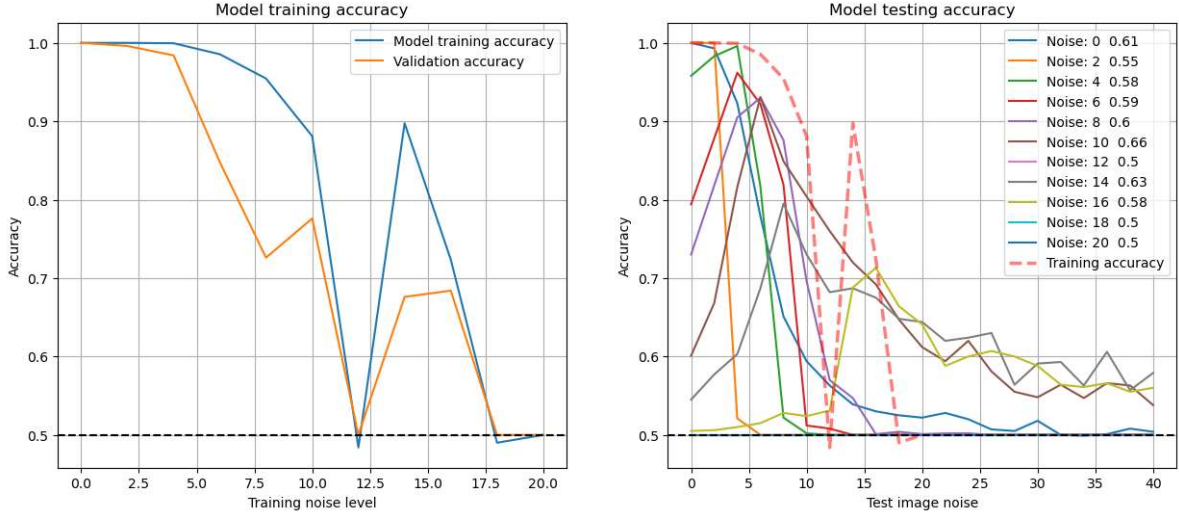 Model training accuracy
Model training accuracy
Validation accuracy
Accuracy
1.0
0.9
0.8
0.7
0.6
0.5
0.0 2.5 5.0 7.5 10.0 12.5 15.0 17.5 20.0
Training noise level
Model testing accuracy
Noise: 0 0.61
Noise: 2 0.55
Noise: 4 0.58
Noise: 6 0.59
Noise: 8 0.6
Noise: 10 0.66
Noise: 12 0.5
Noise: 14 0.63
Noise: 16 0.58
Noise: 18 0.5
Noise: 20 0.5
Training accuracy
Accuracy
1.0
0.9
0.8
0.7
0.6
0.5
0 5 10 15 20 25 30 35 40
Test image noise